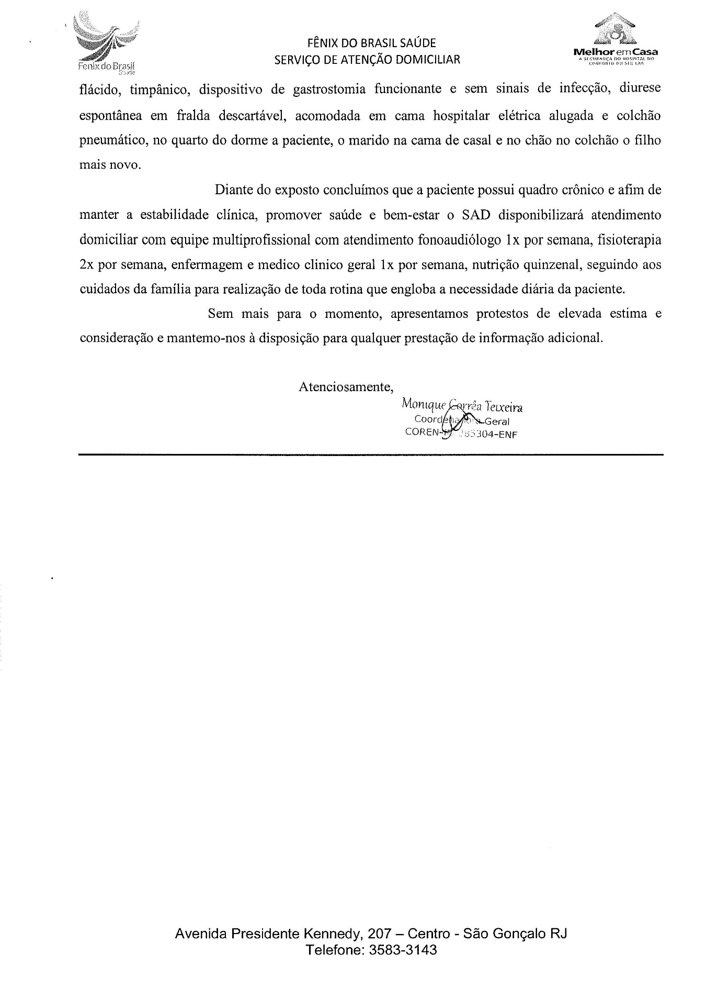 Fenix do Brasil
Saúde
FÊNIX DO BRASIL SAÚDE
SERVIÇO DE ATENÇÃO DOMICILIAR
Melhor em Casa
A SEGURANÇA DO HOSPITAL NO
CONFORTO DO SEU LAR
flácido, timpânico, dispositivo de gastrostomia funcionante e sem sinais de infecção, diurese
espontânea em fralda descartável, acomodada em cama hospitalar elétrica alugada e colchão
pneumático, no quarto do dorme a paciente, o marido na cama de casal e no chão no colchão o filho
mais novo.
Diante do exposto concluímos que a paciente possui quadro crônico e afim de
manter a estabilidade clínica, promover saúde e bem-estar o SAD disponibilizará atendimento
domiciliar com equipe multiprofissional com atendimento fonoaudiólogo 1x por semana, fisioterapia
2x por semana, enfermagem e medico clinico geral 1x por semana, nutrição quinzenal, seguindo aos
cuidados da família para realização de toda rotina que engloba a necessidade diária da paciente.
Sem mais para o momento, apresentamos protestos de elevada estima e
consideração e mantemo-nos à disposição para qualquer prestação de informação adicional.
Atenciosamente,
Monique Corrêa Teixeira
Coordenadora Geral
COREN- 304-ENF
Avenida Presidente Kennedy, 207 – Centro - São Gonçalo RJ
Telefone: 3583-3143